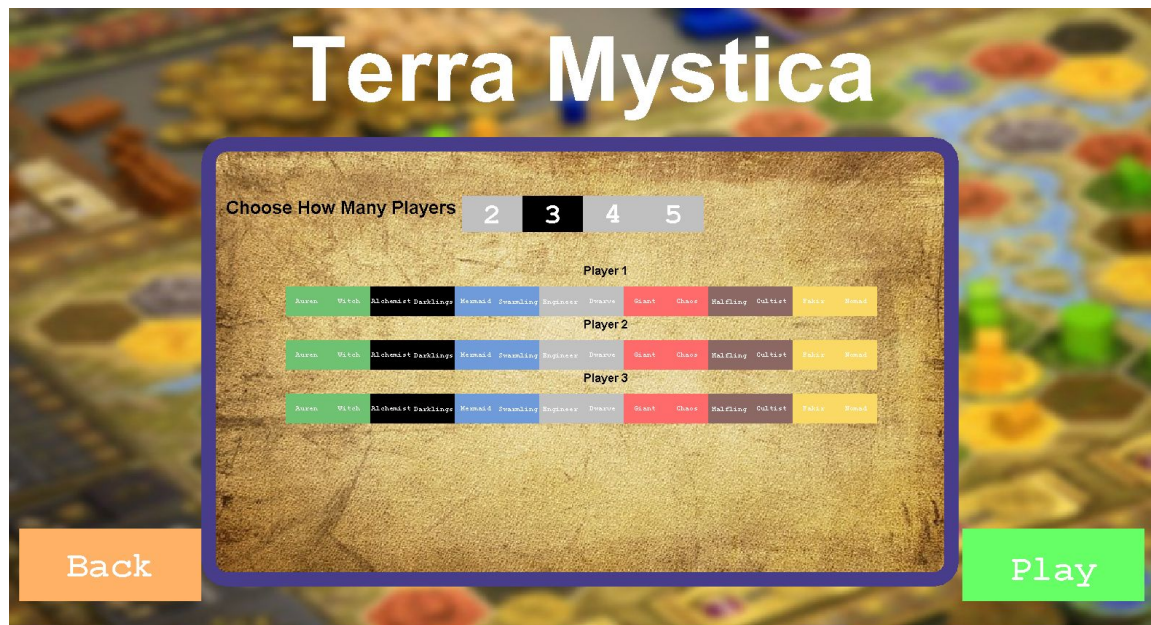 Terra Mystica
Choose How Many Players 2 3 4 5
Player 1
Auren Witch Alchemist Darklings Mermaid Swarmling Engineer Dwarve Giant Chaos Halfling Cultist Fakir Nomad
Player 2
Auren Witch Alchemist Darklings Mermaid Swarmling Engineer Dwarve Giant Chaos Halfling Cultist Fakir Nomad
Player 3
Auren Witch Alchemist Darklings Mermaid Swarmling Engineer Dwarve Giant Chaos Halfling Cultist Fakir Nomad
Back
Play